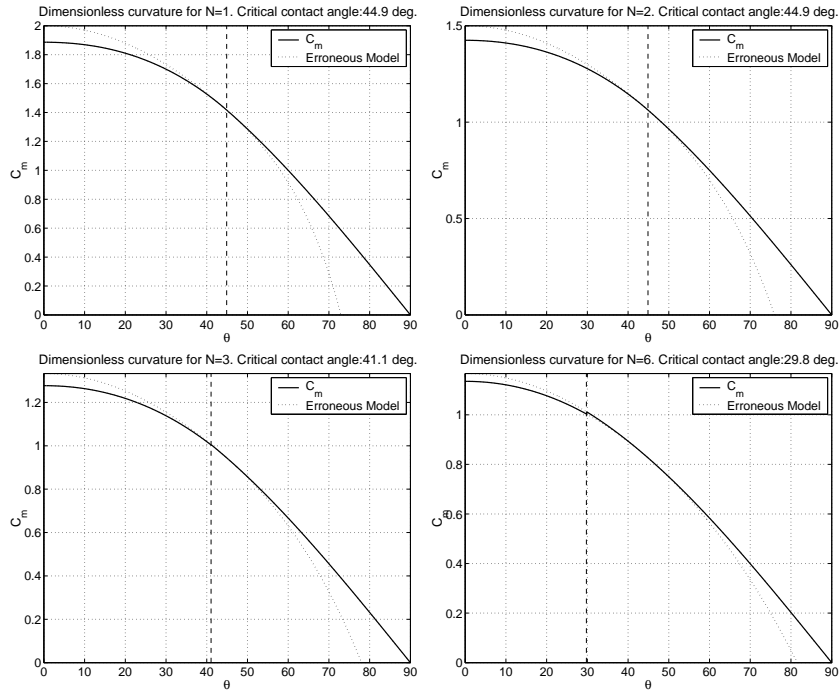 Dimensionless curvature for N=1. Critical contact angle:44.9 deg.
2
1.8
1.6
1.4
1.2
1
0.8
0.6
0.4
0.2
0
C_m
C_m
Erroneous Model
0 10 20 30 40 50 60 70 80 90
θ
Dimensionless curvature for N=2. Critical contact angle:44.9 deg.
1.5
1
0.5
0
C_m
C_m
Erroneous Model
0 10 20 30 40 50 60 70 80 90
θ
Dimensionless curvature for N=3. Critical contact angle:41.1 deg.
1.2
1
0.8
0.6
0.4
0.2
0
C_m
C_m
Erroneous Model
0 10 20 30 40 50 60 70 80 90
θ
Dimensionless curvature for N=6. Critical contact angle:29.8 deg.
1
0.8
0.6
0.4
0.2
0
C_m
C_m
Erroneous Model
0 10 20 30 40 50 60 70 80 90
θ